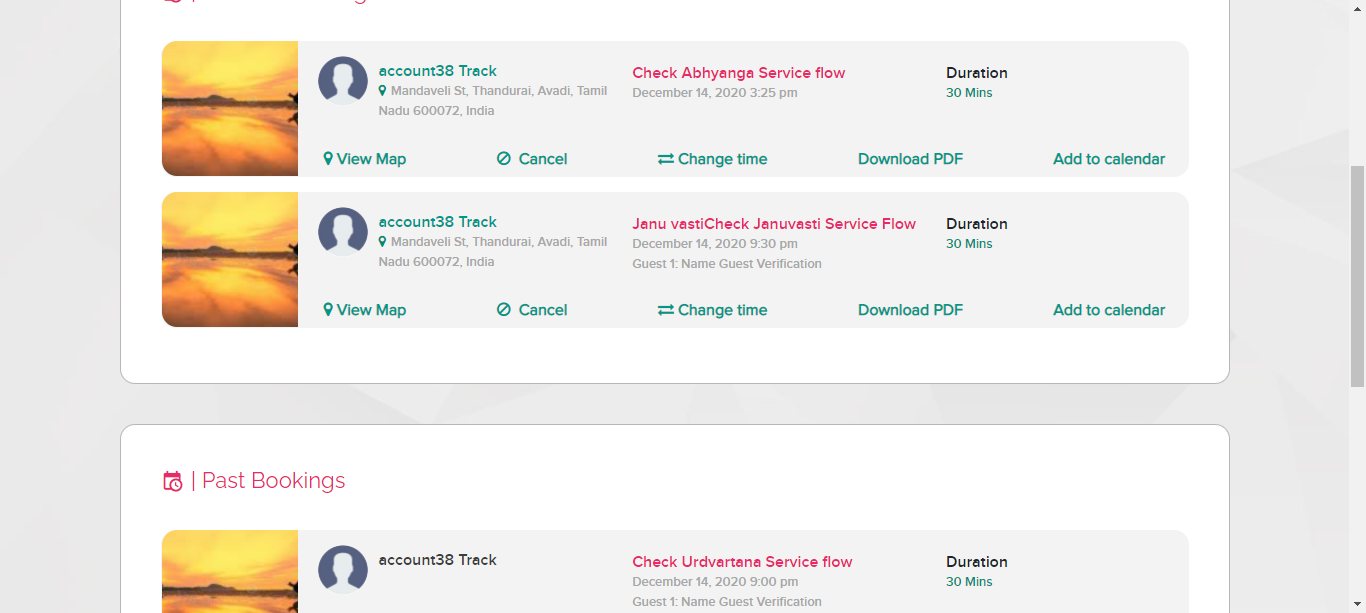 account38 Track
Mandaveli St, Thandurai, Avadi, Tamil
Nadu 600072, India
Check Abhyanga Service flow
December 14, 2020 3:25 pm
Duration
30 Mins
View Map
Cancel
Change time
Download PDF
Add to calendar
account38 Track
Mandaveli St, Thandurai, Avadi, Tamil
Nadu 600072, India
Janu vastiCheck Januvasti Service Flow
December 14, 2020 9:30 pm
Guest 1: Name Guest Verification
Duration
30 Mins
View Map
Cancel
Change time
Download PDF
Add to calendar
| Past Bookings
account38 Track
Check Urdvartana Service flow
December 14, 2020 9:00 pm
Guest 1: Name Guest Verification
Duration
30 Mins